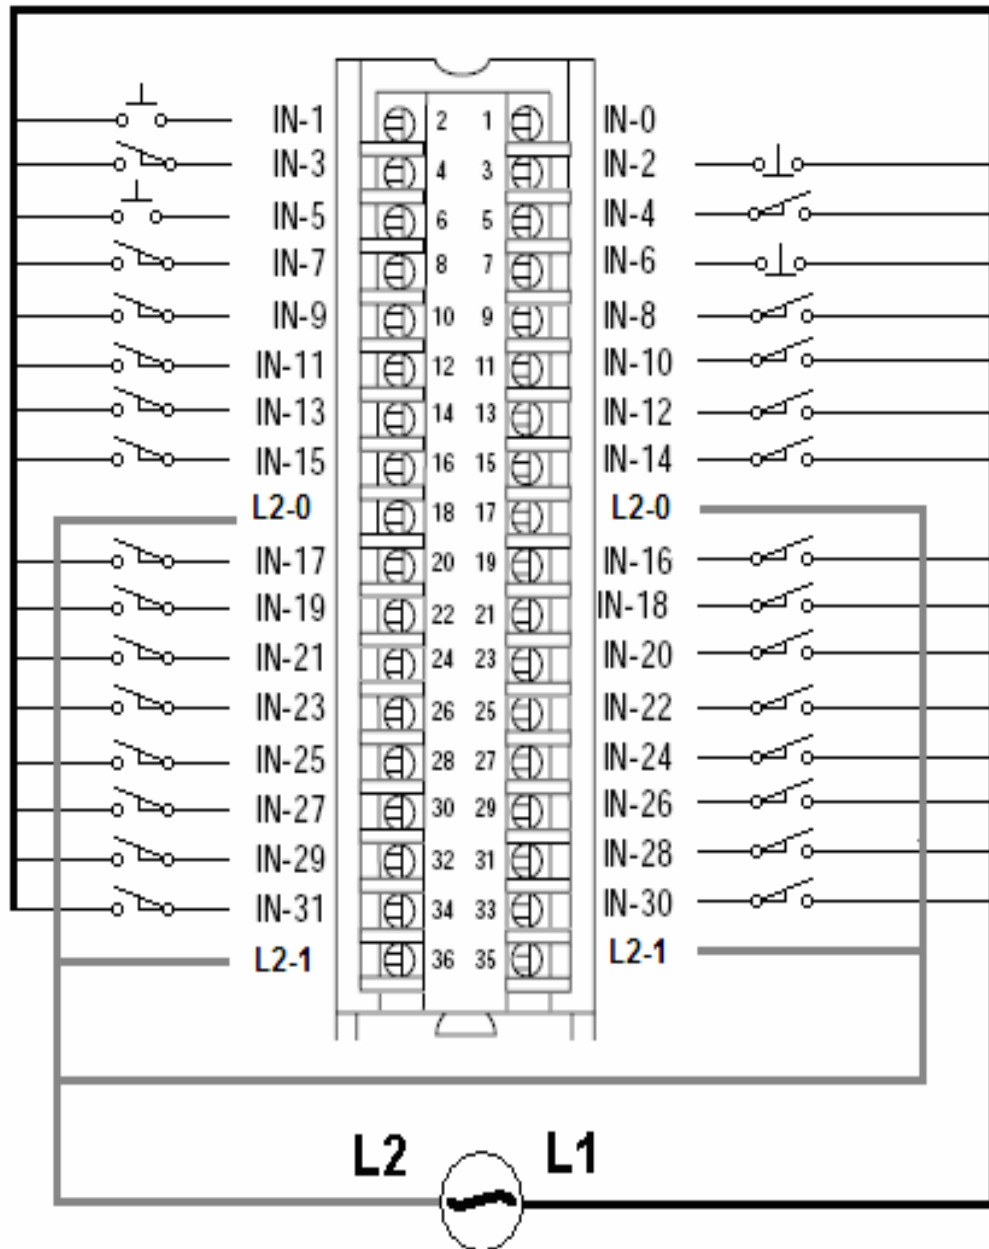 IN-1 2 1 IN-0
IN-3 4 3 IN-2
IN-5 6 5 IN-4
IN-7 8 7 IN-6
IN-9 10 9 IN-8
IN-11 12 11 IN-10
IN-13 14 13 IN-12
IN-15 16 15 IN-14
L2-0 18 17 L2-0
IN-17 20 19 IN-16
IN-19 22 21 IN-18
IN-21 24 23 IN-20
IN-23 26 25 IN-22
IN-25 28 27 IN-24
IN-27 30 29 IN-26
IN-29 32 31 IN-28
IN-31 34 33 IN-30
L2-1 36 35 L2-1
L2 L1